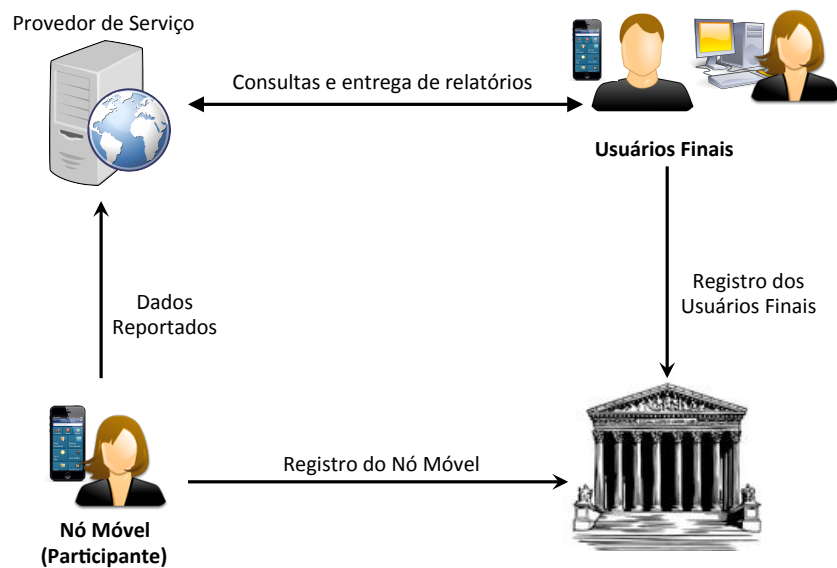 Provedor de Serviço
Consultas e entrega de relatórios
Usuários Finais
Dados
Reportados
Registro dos
Usuários Finais
Registro do Nó Móvel
Nó Móvel
(Participante)